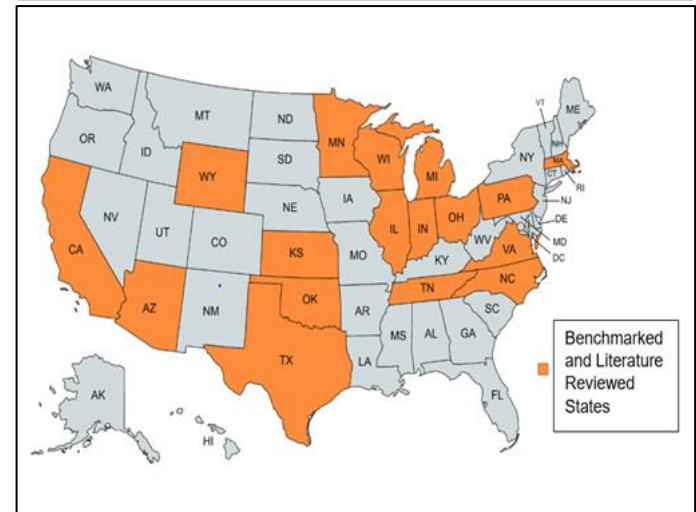 WA
MT
ND
MN
VT
ME
OR
ID
SD
WI
MI
NY
NH
MA
CT
RI
WY
NE
IA
PA
NJ
NV
UT
CO
IL
IN
OH
DE
MD
DC
CA
KS
MO
KY
WV
VA
AZ
NM
OK
AR
TN
NC
SC
TX
LA
MS
AL
GA
FL
AK
HI
Benchmarked
and Literature
Reviewed
States